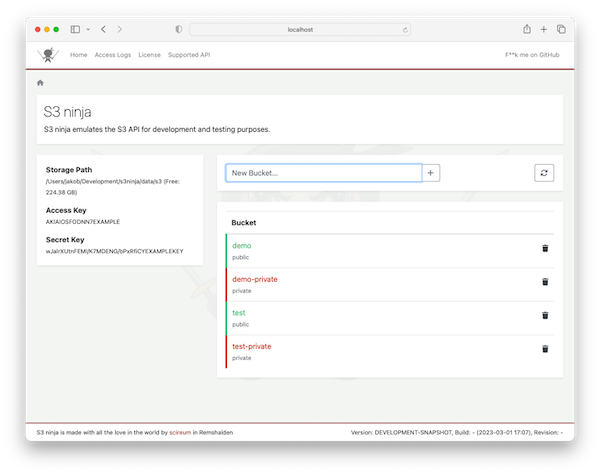 localhost
Home Access Logs License Supported API F**k me on GitHub
S3 ninja
S3 ninja emulates the S3 API for development and testing purposes.
Storage Path
/Users/jakob/Development/s3ninja/data/s3 (Free:
224.38 GB)
Access Key
AKIAIOSFODNN7EXAMPLE
Secret Key
wJalrXUtnFEMI/K7MDENG/bPxRfiCYEXAMPLEKEY
New Bucket...
Bucket
demo
public
demo-private
private
test
public
test-private
private
S3 ninja is made with all the love in the world by scireum in Remshalden
Version: DEVELOPMENT-SNAPSHOT, Build: - (2023-03-01 17:07), Revision: -